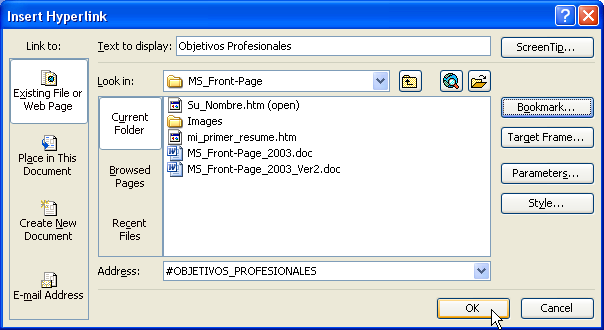 Insert Hyperlink
Link to:
Text to display: Objetivos Profesionales
ScreenTip...
Existing File or
Web Page
Look in: MS_Front-Page
Current
Folder
Su_Nombre.htm (open)
Images
mi_primer_resume.htm
MS_Front-Page_2003.doc
MS_Front-Page_2003_Ver2.doc
Bookmark...
Place in This
Document
Target Frame...
Browsed
Pages
Parameters...
Create New
Document
Style...
Recent
Files
E-mail Address
Address: #OBJETIVOS_PROFESIONALES
OK
Cancel